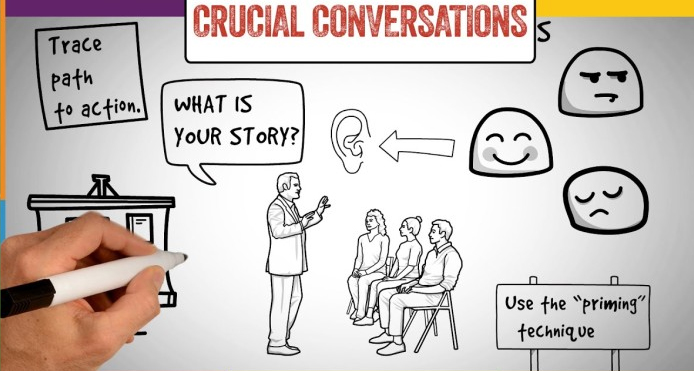 CRUCIAL CONVERSATIONS
S
Trace
path
to action.
WHAT IS
YOUR STORY?
Use the "priming"
technique